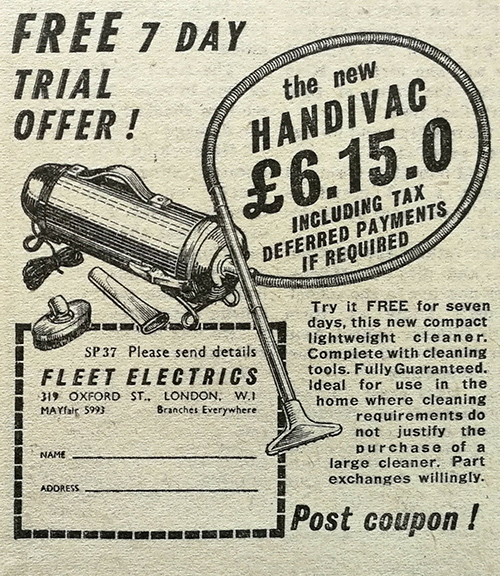 FREE 7 DAY
TRIAL
OFFER!
the new
HANDIVAC
£6.15.0
INCLUDING TAX
DEFERRED PAYMENTS
IF REQUIRED
Try it FREE for seven
days, this new compact
lightweight cleaner.
Complete with cleaning
tools. Fully Guaranteed.
Ideal for use in the
home where cleaning
requirements do
not justify the
purchase of a
large cleaner. Part
exchanges willingly.
SP37 Please send details
FLEET ELECTRICS
319 OXFORD ST., LONDON, W.1
MAYfair 5993 Branches Everywhere
NAME
ADDRESS
Post coupon!